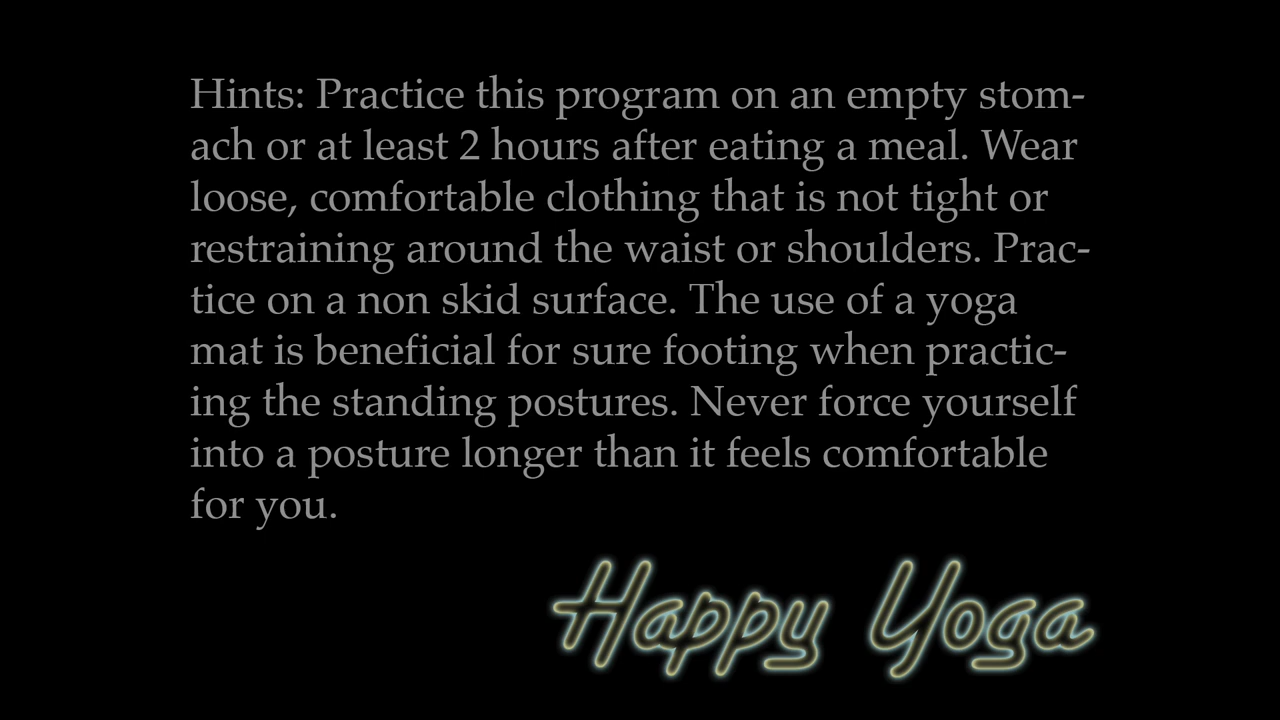 Hints: Practice this program on an empty stom-
ach or at least 2 hours after eating a meal. Wear
loose, comfortable clothing that is not tight or
restraining around the waist or shoulders. Prac-
tice on a non skid surface. The use of a yoga
mat is beneficial for sure footing when practic-
ing the standing postures. Never force yourself
into a posture longer than it feels comfortable
for you.
Happy Yoga